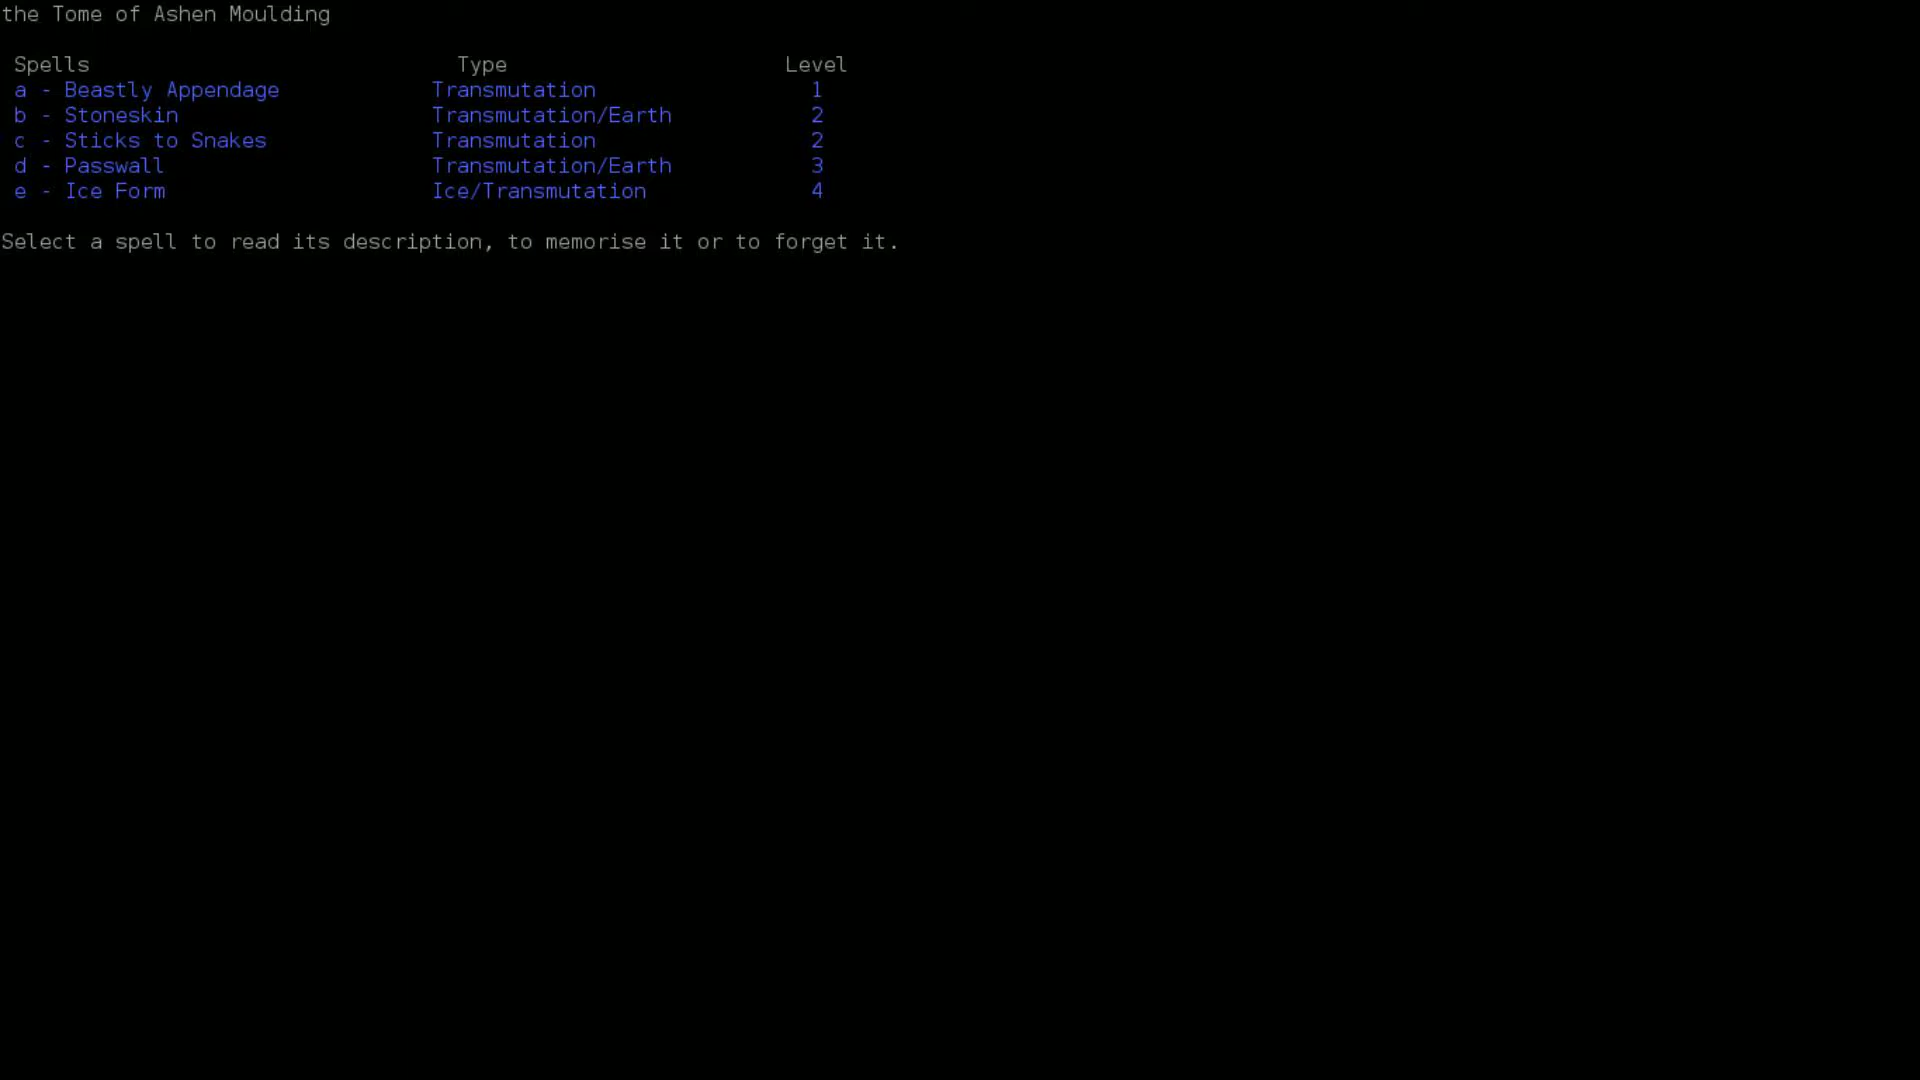 the Tome of Ashen Moulding
Spells Type Level
a - Beastly Appendage Transmutation 1
b - Stoneskin Transmutation/Earth 2
c - Sticks to Snakes Transmutation 2
d - Passwall Transmutation/Earth 3
e - Ice Form Ice/Transmutation 4
Select a spell to read its description, to memorise it or to forget it.